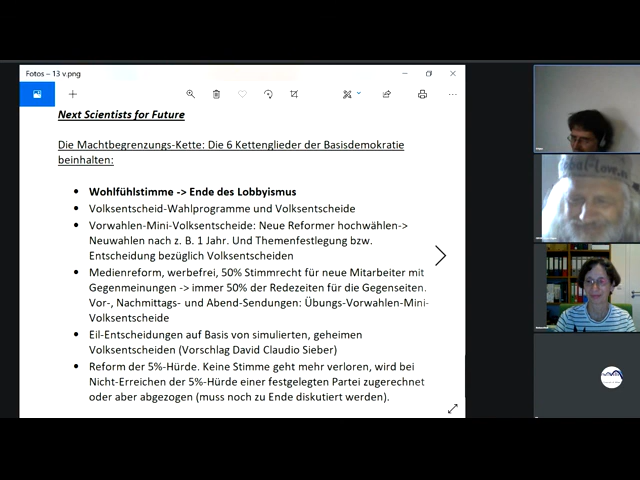 Fotos – 13 v.png
Next Scientists for Future
Die Machtbegrenzungs-Kette: Die 6 Kettenglieder der Basisdemokratie
beinhalten:
• Wohlfühlstimme -> Ende des Lobbyismus
• Volksentscheid-Wahlprogramme und Volksentscheide
• Vorwahlen-Mini-Volksentscheide: Neue Reformer hochwählen->
Neuwahlen nach z. B. 1 Jahr. Und Themenfestlegung bzw.
Entscheidung bezüglich Volksentscheiden
• Medienreform, werbefrei, 50% Stimmrecht für neue Mitarbeiter mit
Gegenmeinungen -> immer 50% der Redezeiten für die Gegenseiten.
Vor-, Nachmittags- und Abend-Sendungen: Übungs-Vorwahlen-Mini-
Volksentscheide
• Eil-Entscheidungen auf Basis von simulierten, geheimen
Volksentscheiden (Vorschlag David Claudio Sieber)
• Reform der 5%-Hürde. Keine Stimme geht mehr verloren, wird bei
Nicht-Erreichen der 5%-Hürde einer festgelegten Partei zugerechnet
oder aber abgezogen (muss noch zu Ende diskutiert werden).